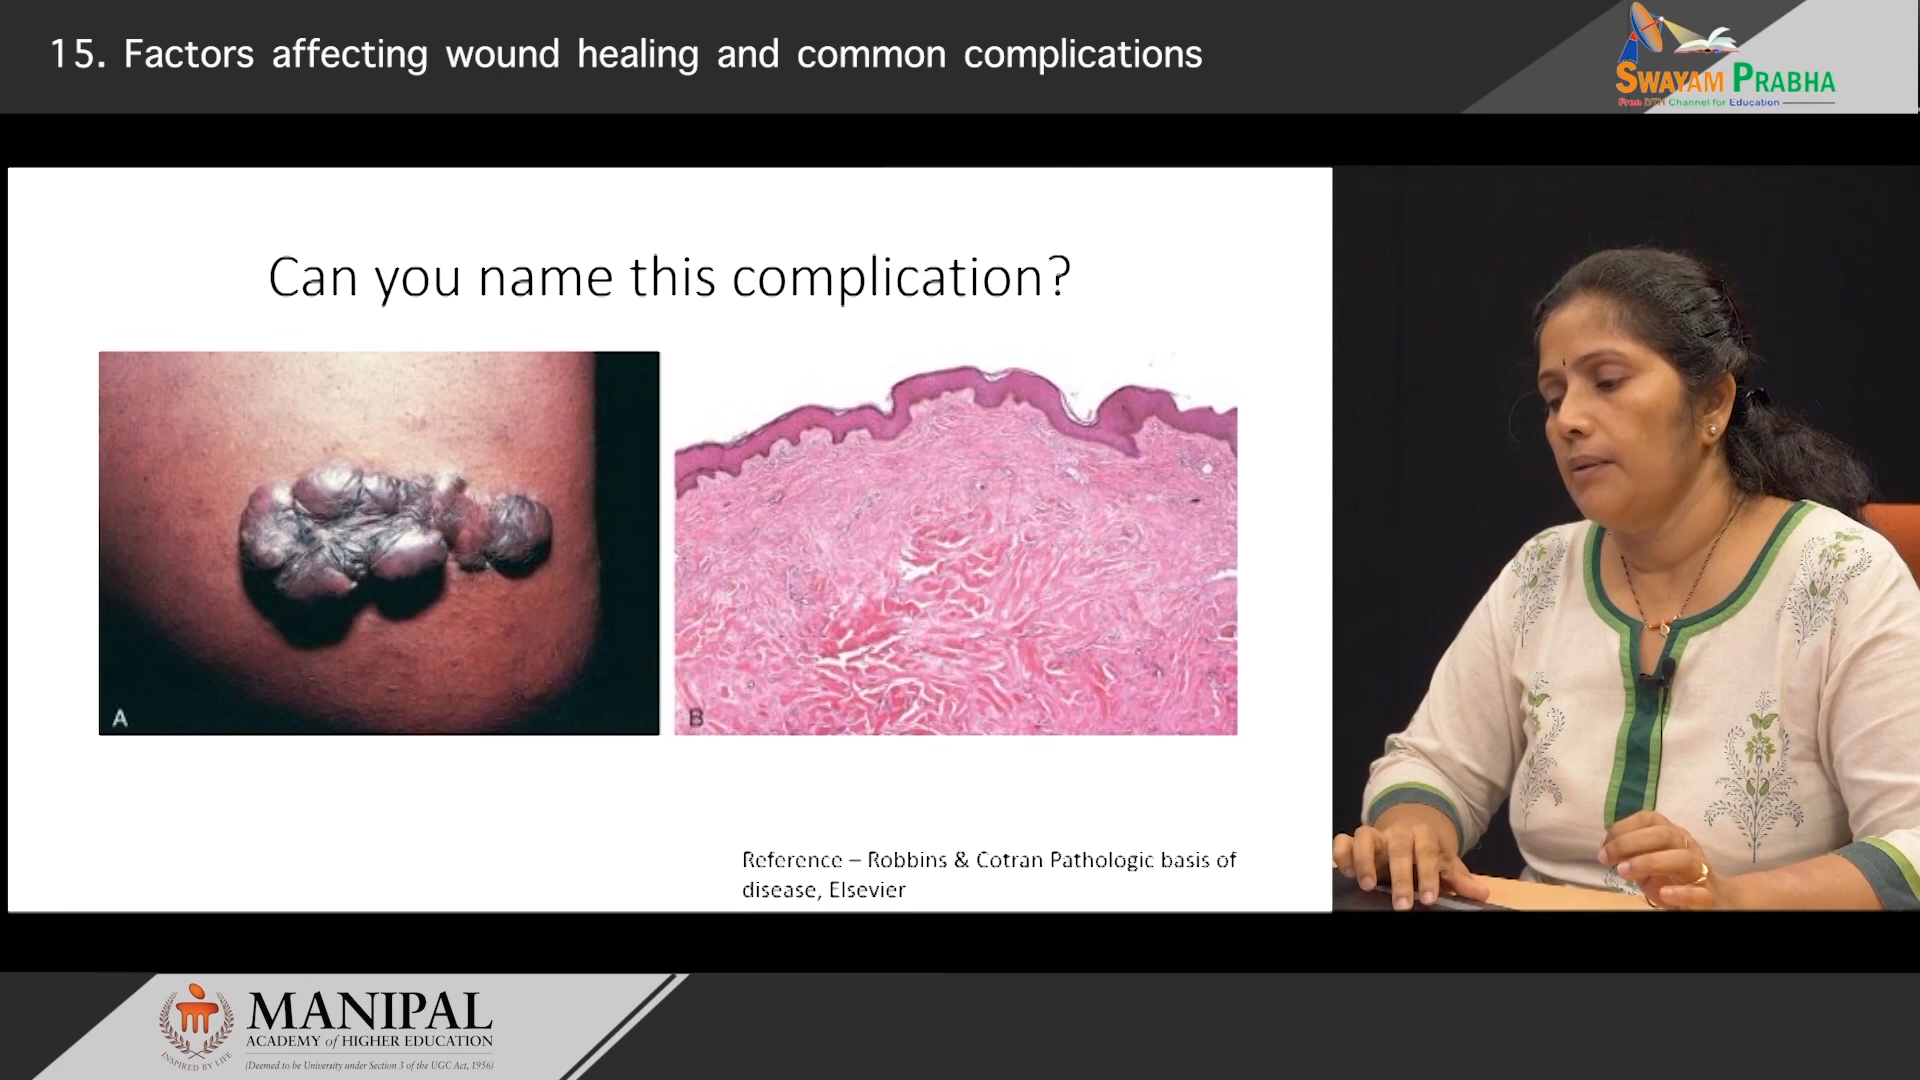 15. Factors affecting wound healing and common complications
SWAYAM PRABHA
Free DTH Channel for Education
Can you name this complication?
A
B
Reference – Robbins & Cotran Pathologic basis of
disease, Elsevier
INSPIRED BY LIFE
MANIPAL
ACADEMY of HIGHER EDUCATION
(Deemed to be University under Section 3 of the UGC Act, 1956)